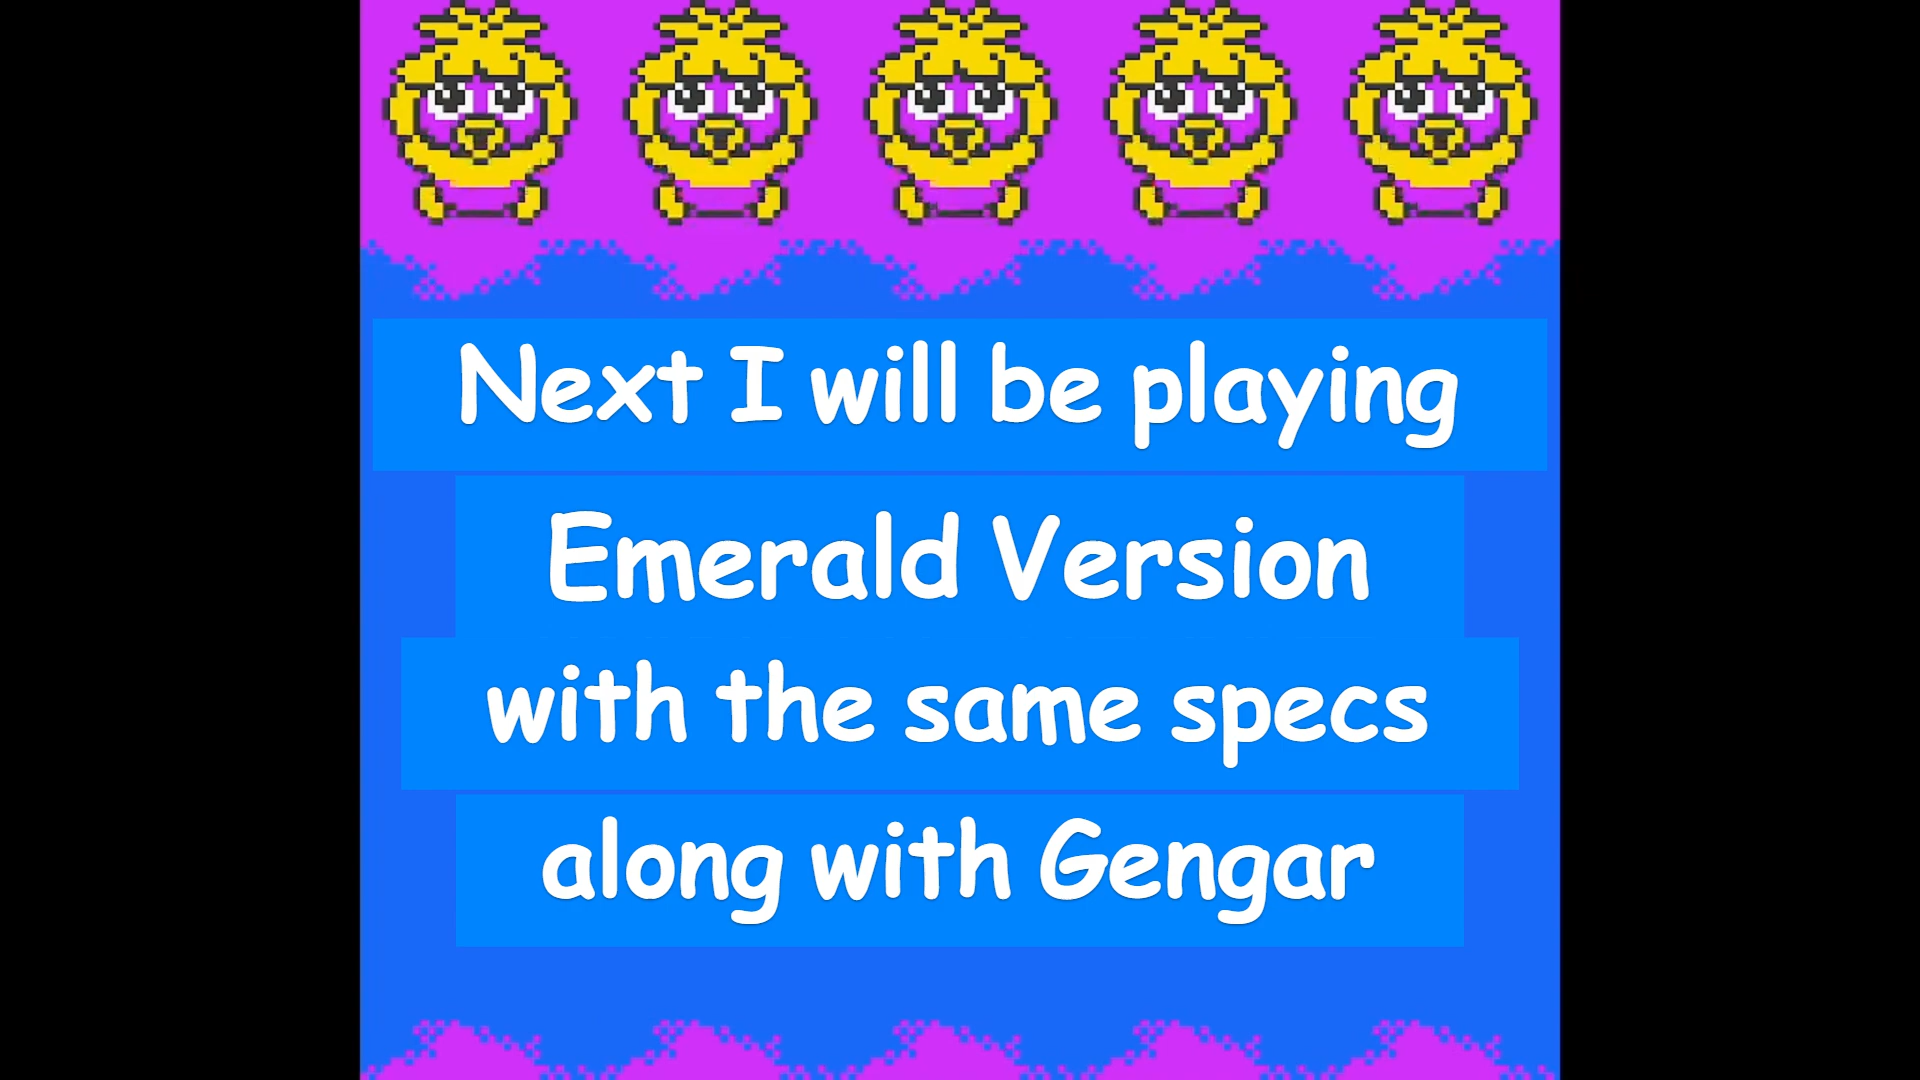 Next I will be playing
Emerald Version
with the same specs
along with Gengar